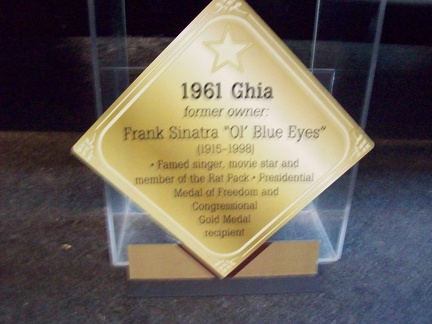 1961 Ghia
former owner:
Frank Sinatra "Ol' Blue Eyes"
(1915-1998)
• Famed singer, movie star and
member of the Rat Pack • Presidential
Medal of Freedom and
Congressional
Gold Medal
recipient